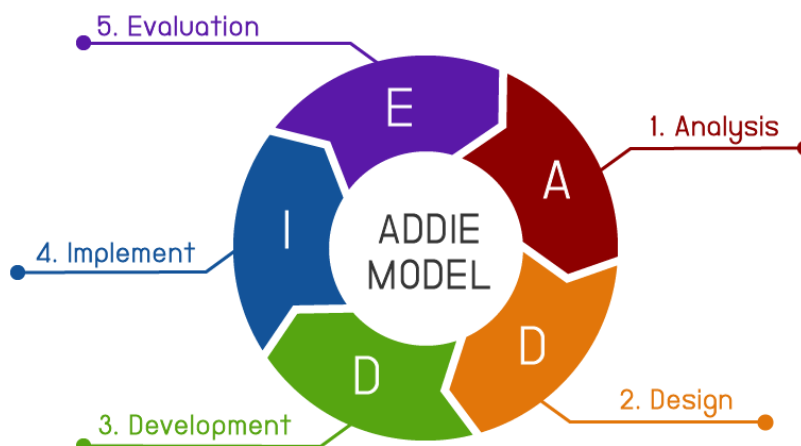 5. Evaluation
E
1. Analysis
A
ADDIE
MODEL
I
4. Implement
D
2. Design
D
3. Development